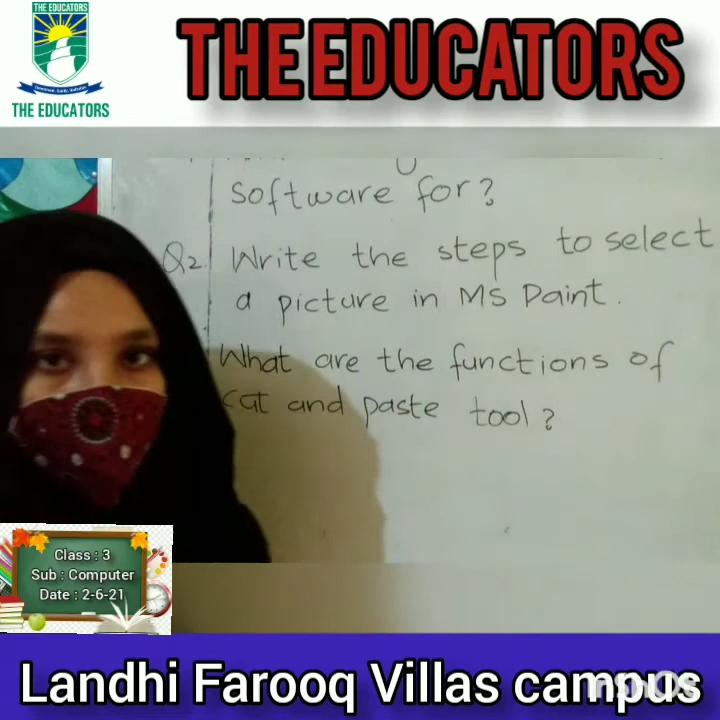 THE EDUCATORS
THE EDUCATORS
THE EDUCATORS
software for?
Q2 Write the steps to select
a picture in MS Paint.
What are the functions of
cut and paste tool?
Class : 3
Sub : Computer
Date : 2-6-21
Landhi Farooq Villas campus